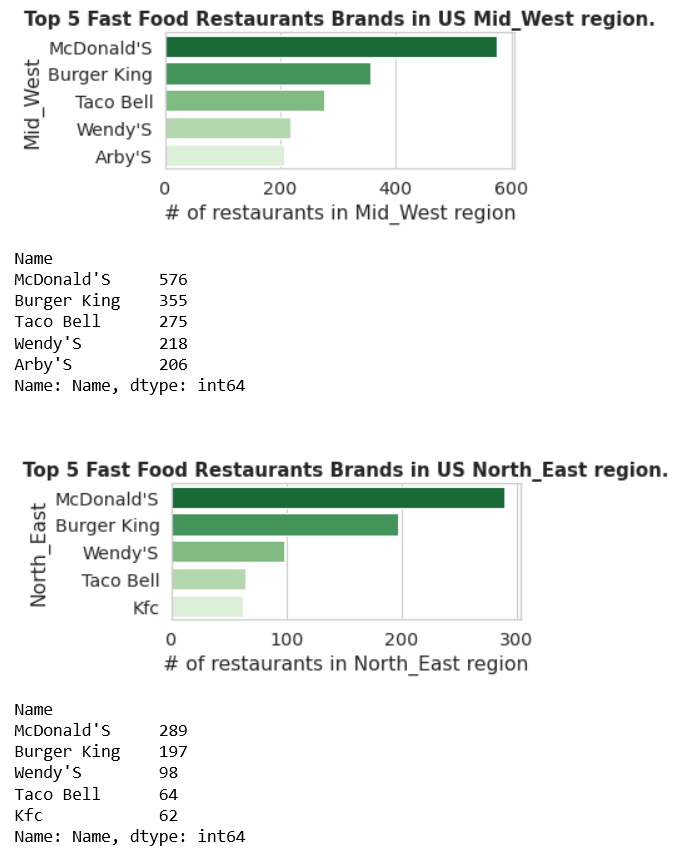 Top 5 Fast Food Restaurants Brands in US Mid_West region.
Mid_West
McDonald'S
Burger King
Taco Bell
Wendy'S
Arby'S
0 200 400 600
# of restaurants in Mid_West region
Name
McDonald'S 576
Burger King 355
Taco Bell 275
Wendy'S 218
Arby'S 206
Name: Name, dtype: int64
Top 5 Fast Food Restaurants Brands in US North_East region.
North_East
McDonald'S
Burger King
Wendy'S
Taco Bell
Kfc
0 100 200 300
# of restaurants in North_East region
Name
McDonald'S 289
Burger King 197
Wendy'S 98
Taco Bell 64
Kfc 62
Name: Name, dtype: int64